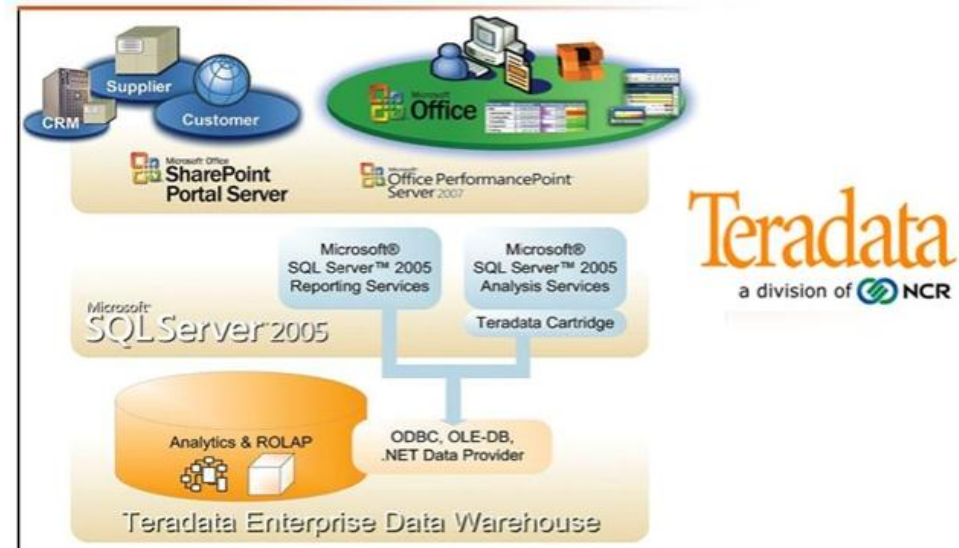 Supplier
CRM
Customer
Microsoft
Office
Microsoft Office
SharePoint
Portal Server
Microsoft
Office PerformancePoint
Server 2007
Teradata
a division of NCR
Microsoft®
SQL Server™ 2005
Reporting Services
Microsoft®
SQL Server™ 2005
Analysis Services
Teradata Cartridge
Microsoft
SQL Server 2005
Analytics & ROLAP
ODBC, OLE-DB,
.NET Data Provider
Teradata Enterprise Data Warehouse